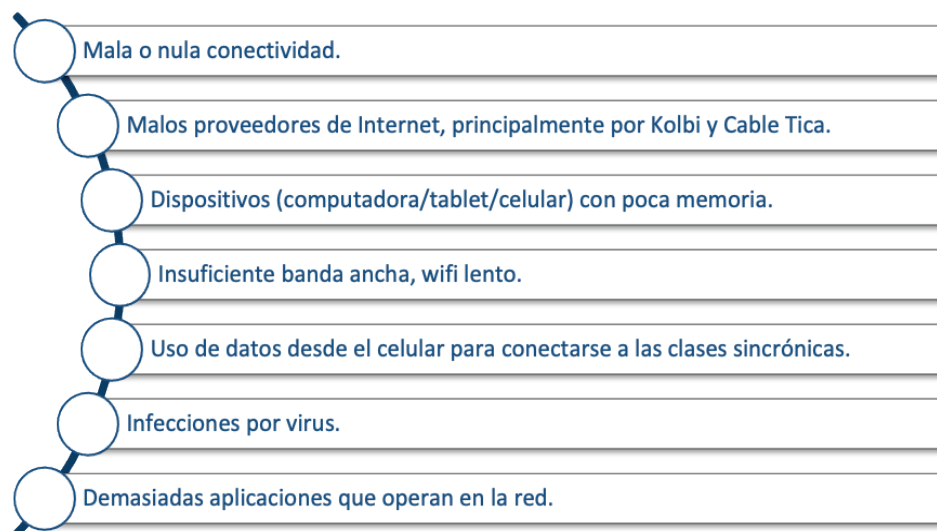 Mala o nula conectividad.
Malos proveedores de Internet, principalmente por Kolbi y Cable Tica.
Dispositivos (computadora/tablet/celular) con poca memoria.
Insuficiente banda ancha, wifi lento.
Uso de datos desde el celular para conectarse a las clases sincrónicas.
Infecciones por virus.
Demasiadas aplicaciones que operan en la red.